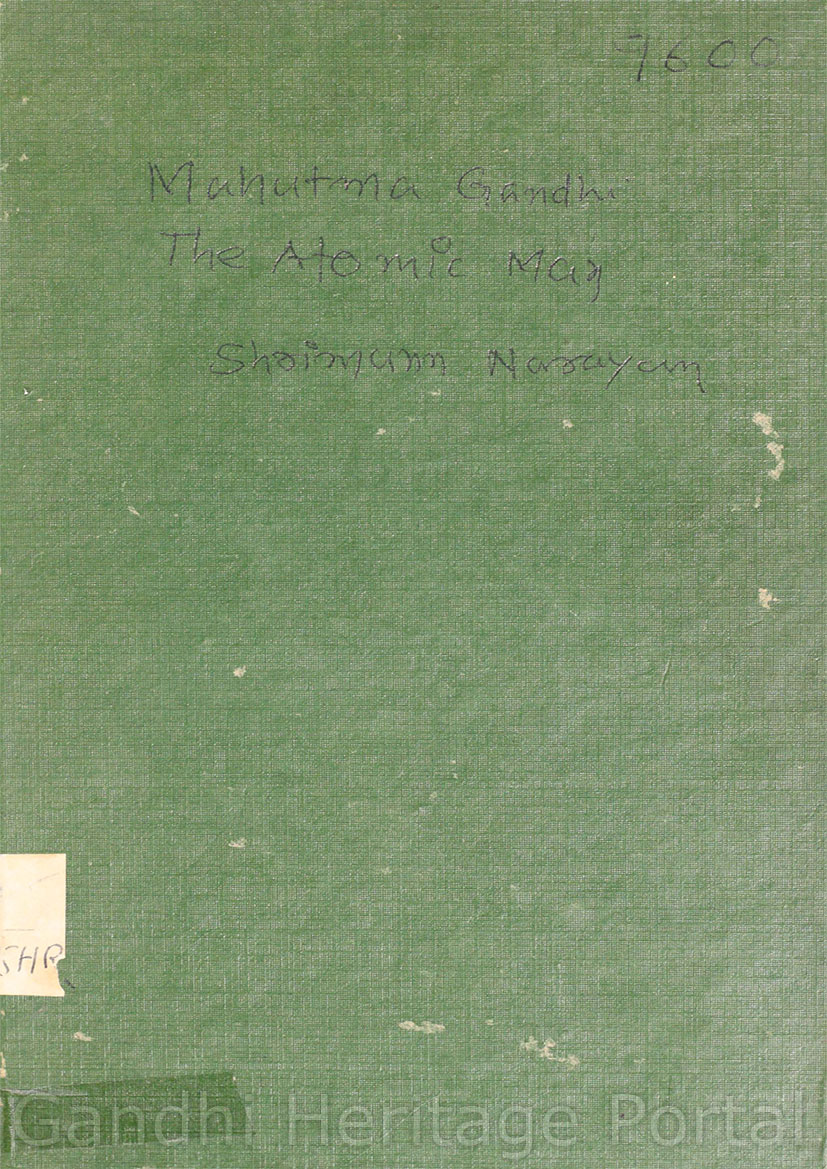 7600
Mahatma Gandhi
The Atomic Man
Shriman Narayan
SHR
Gandhi Heritage Portal